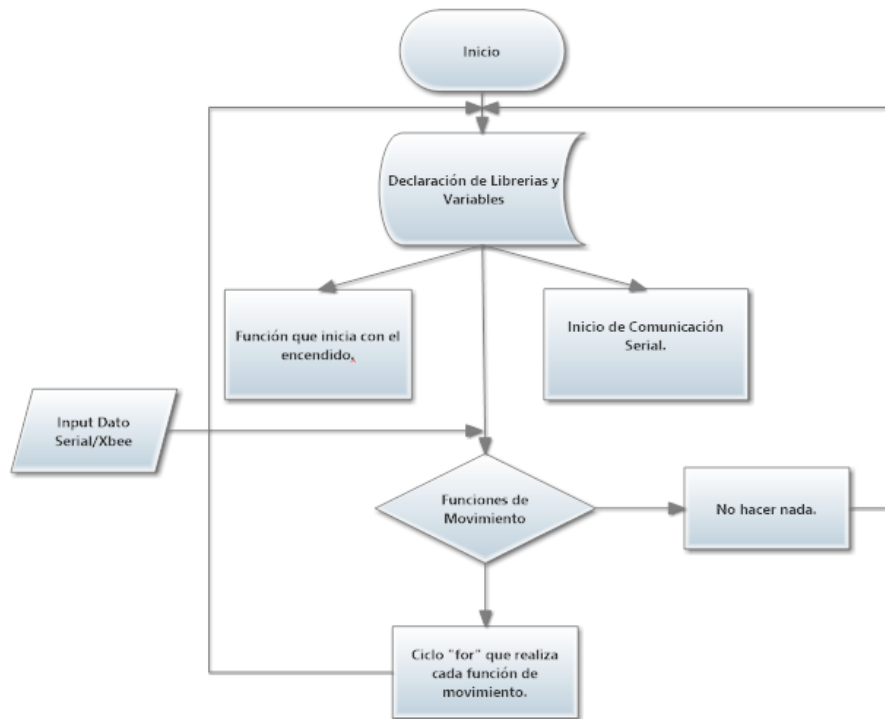 Inicio
Declaración de Librerias y
Variables
Función que inicia con el
encendido.
Inicio de Comunicación
Serial.
Input Dato
Serial/Xbee
Funciones de
Movimiento
No hacer nada.
Ciclo "for" que realiza
cada función de
movimiento.